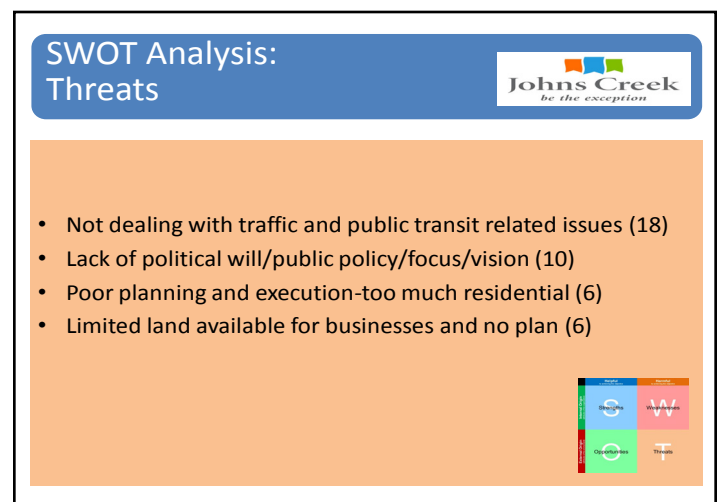 SWOT Analysis:
Threats
Johns Creek
be the exception
• Not dealing with traffic and public transit related issues (18)
• Lack of political will/public policy/focus/vision (10)
• Poor planning and execution-too much residential (6)
• Limited land available for businesses and no plan (6)
S W
Strengths Weaknesses
O T
Opportunities Threats